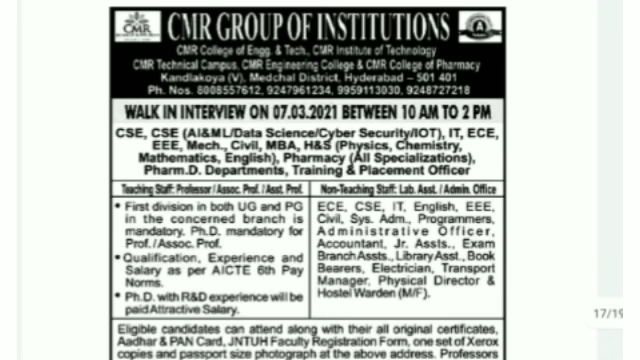 CMR GROUP OF INSTITUTIONS
CMR
A
CMR College of Engg. & Tech., CMR Institute of Technology
CMR Technical Campus, CMR Engineering College & CMR College of Pharmacy
Kandlakoya (V), Medchal District, Hyderabad – 501 401
Ph. Nos. 8008557612, 9247961234, 9959113030, 9248727218
WALK IN INTERVIEW ON 07.03.2021 BETWEEN 10 AM TO 2 PM
CSE, CSE (AI&ML/Data Science/Cyber Security/IOT), IT, ECE,
EEE, Mech., Civil, MBA, H&S (Physics, Chemistry,
Mathematics, English), Pharmacy (All Specializations),
Pharm.D. Departments, Training & Placement Officer
Teaching Staff: Professor / Assoc. Prof. / Asst. Prof.
• First division in both UG and PG
in the concerned branch is
mandatory. Ph.D. mandatory for
Prof. / Assoc. Prof.
• Qualification, Experience and
Salary as per AICTE 6th Pay
Norms.
• Ph.D. with R&D experience will be
paid Attractive Salary.
Non-Teaching Staff: Lab. Asst. / Admin. Office
ECE, CSE, IT, English, EEE,
Civil, Sys. Adm., Programmers,
Administrative Officer,
Accountant, Jr. Assts., Exam
Branch Assts., Library Asst., Book
Bearers, Electrician, Transport
Manager, Physical Director &
Hostel Warden (M/F).
Eligible candidates can attend along with their all original certificates,
Aadhar & PAN Card, JNTUH Faculty Registration Form, one set of Xerox
copies and passport size photograph at the above address. Professors
17/19